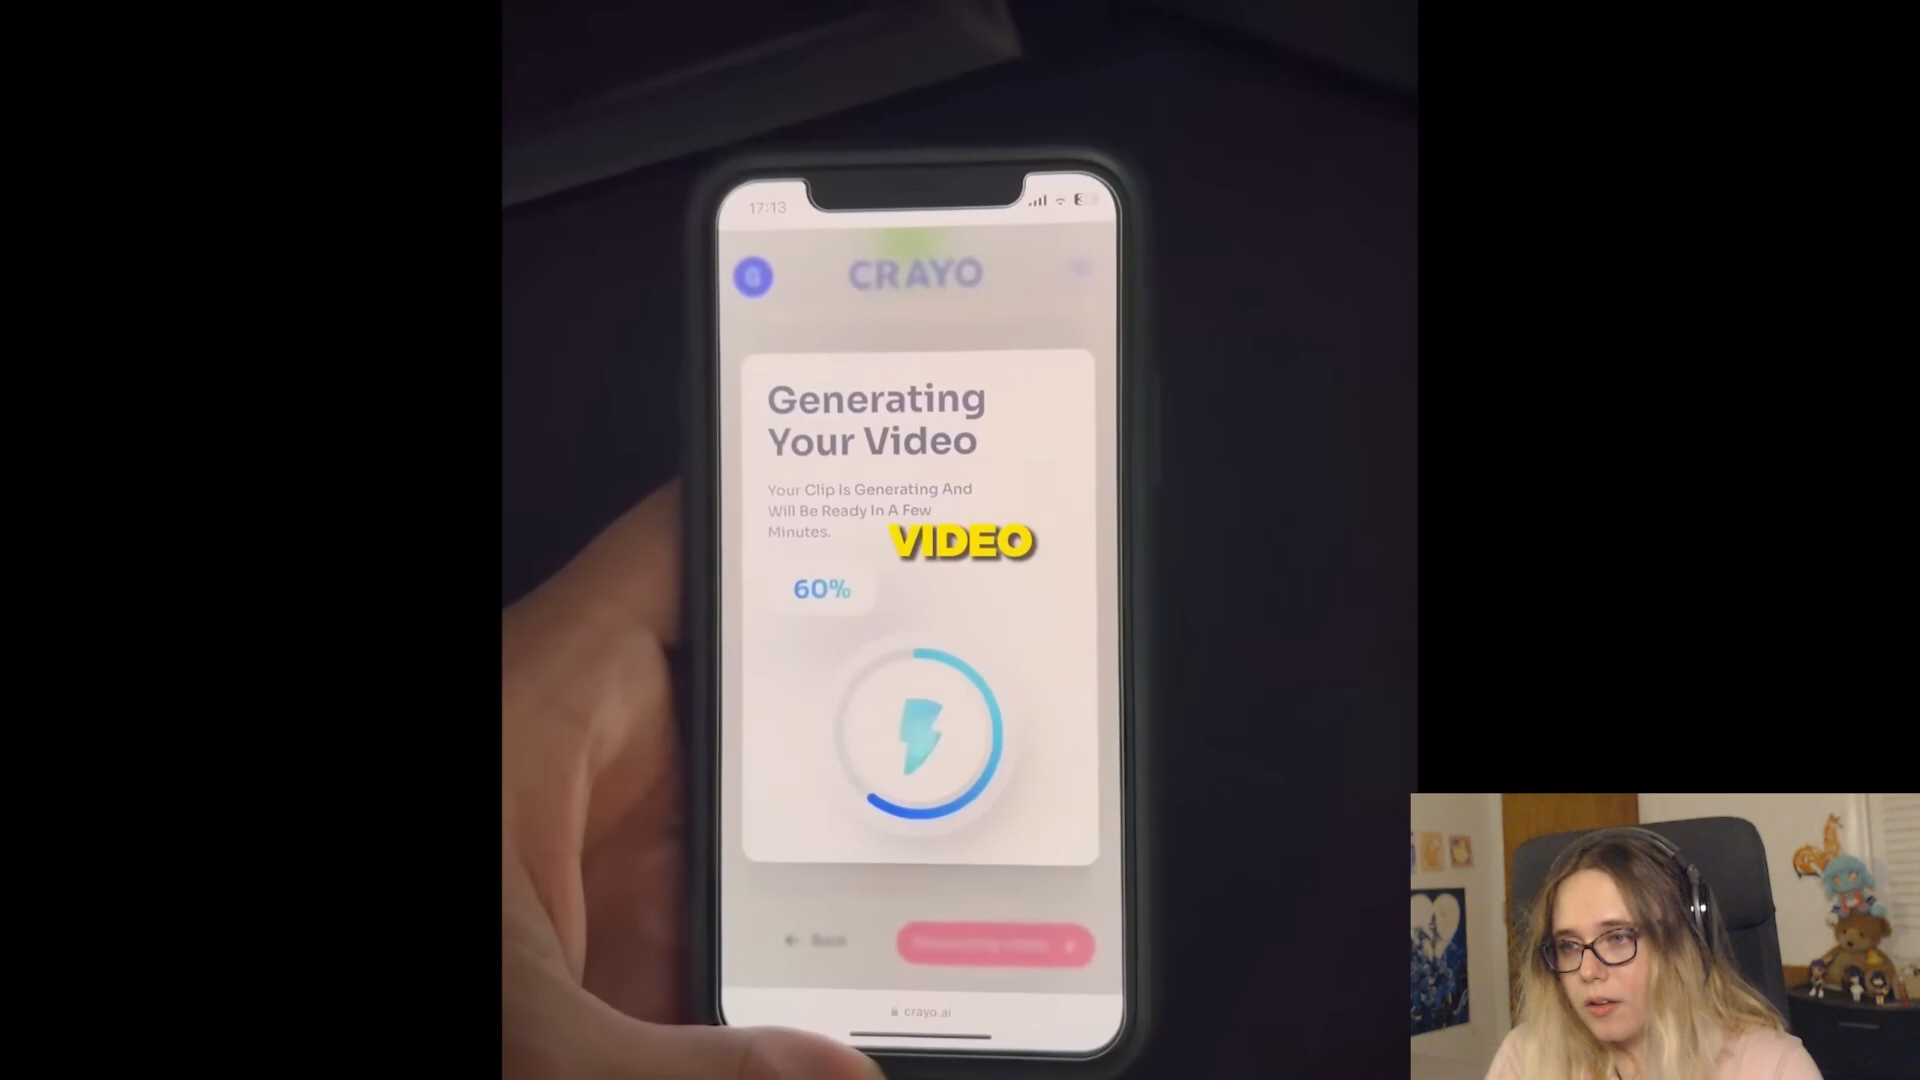 17:13
CRAYO
Generating
Your Video
Your Clip Is Generating And
Will Be Ready In A Few
Minutes.
VIDEO
60%
Back
crayo.ai